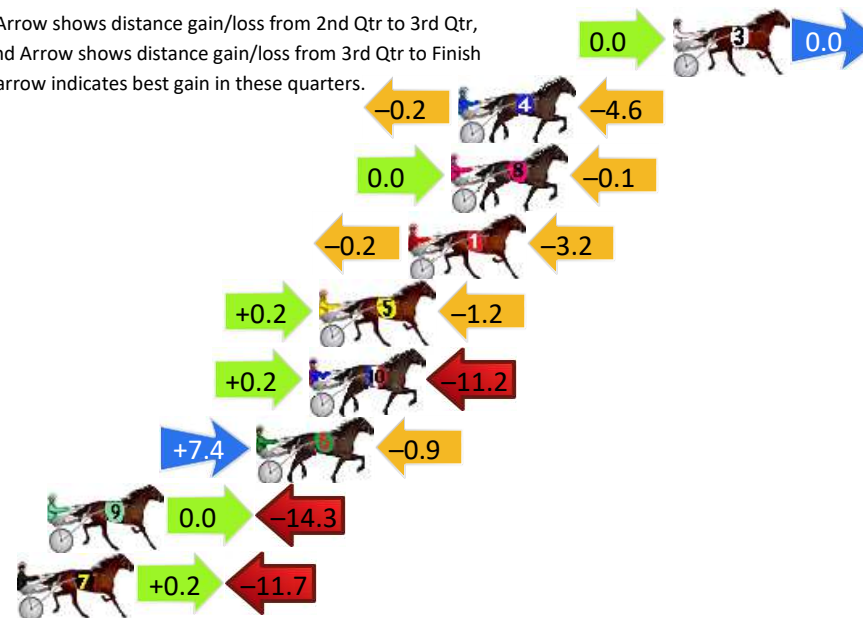 Arrow shows distance gain/loss from 2nd Qtr to 3rd Qtr,
nd Arrow shows distance gain/loss from 3rd Qtr to Finish
arrow indicates best gain in these quarters.
0.0 3 0.0
–0.2 4 –4.6
0.0 8 –0.1
–0.2 1 –3.2
+0.2 5 –1.2
+0.2 10 –11.2
+7.4 6 –0.9
9 0.0 –14.3
7 +0.2 –11.7